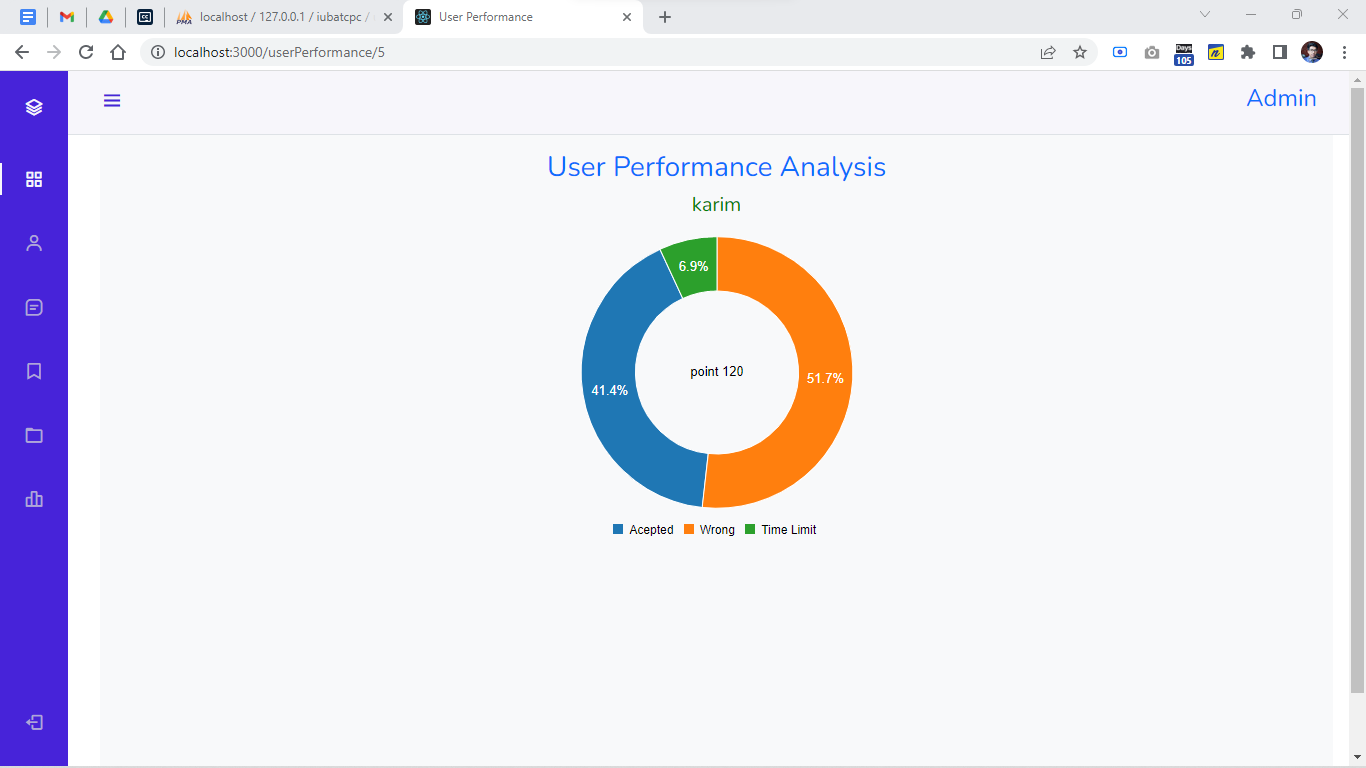 localhost / 127.0.0.1 / iubatcpc /
User Performance
localhost:3000/userPerformance/5
Days
105
Admin
User Performance Analysis
karim
6.9%
41.4%
point 120
51.7%
Acepted Wrong Time Limit